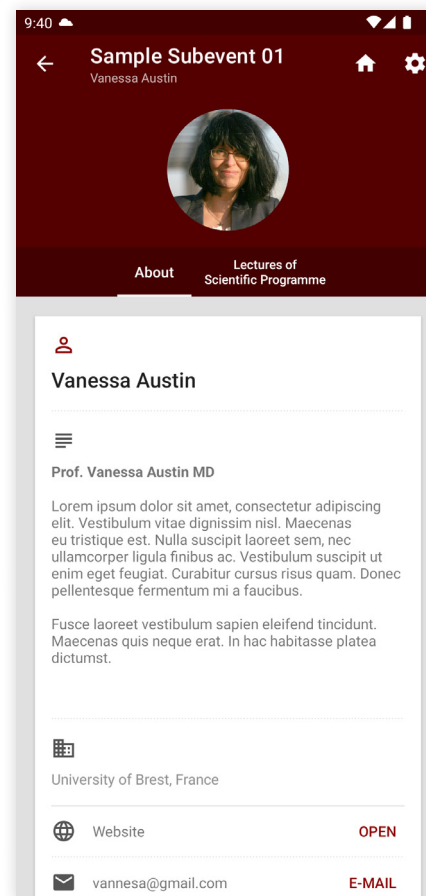 9:40
Sample Subevent 01
Vanessa Austin
About
Lectures of
Scientific Programme
Vanessa Austin
Prof. Vanessa Austin MD
Lorem ipsum dolor sit amet, consectetur adipiscing
elit. Vestibulum vitae dignissim nisl. Maecenas
eu tristique est. Nulla suscipit laoreet sem, nec
ullamcorper ligula finibus ac. Vestibulum suscipit ut
enim eget feugiat. Curabitur cursus risus quam. Donec
pellentesque fermentum mi a faucibus.
Fusce laoreet vestibulum sapien eleifend tincidunt.
Maecenas quis neque erat. In hac habitasse platea
dictumst.
University of Brest, France
Website OPEN
vannesa@gmail.com E-MAIL